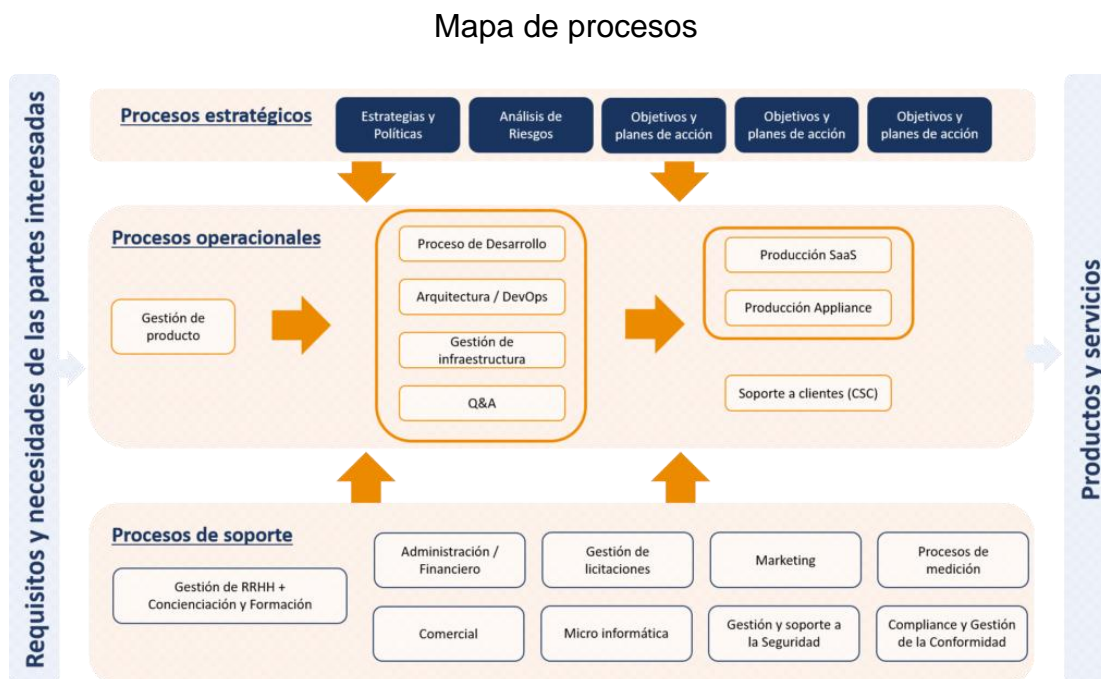 Mapa de procesos
Requisitos y necesidades de las partes interesadas
Procesos estratégicos
Estrategias y
Políticas
Análisis de
Riesgos
Objetivos y
planes de acción
Objetivos y
planes de acción
Objetivos y
planes de acción
Procesos operacionales
Gestión de
producto
Proceso de Desarrollo
Arquitectura / DevOps
Gestión de
infraestructura
Q&A
Producción SaaS
Producción Appliance
Soporte a clientes (CSC)
Procesos de soporte
Gestión de RRHH +
Concienciación y Formación
Administración /
Financiero
Gestión de
licitaciones
Marketing
Procesos de
medición
Comercial
Micro informática
Gestión y soporte a
la Seguridad
Compliance y Gestión
de la Conformidad
Productos y servicios